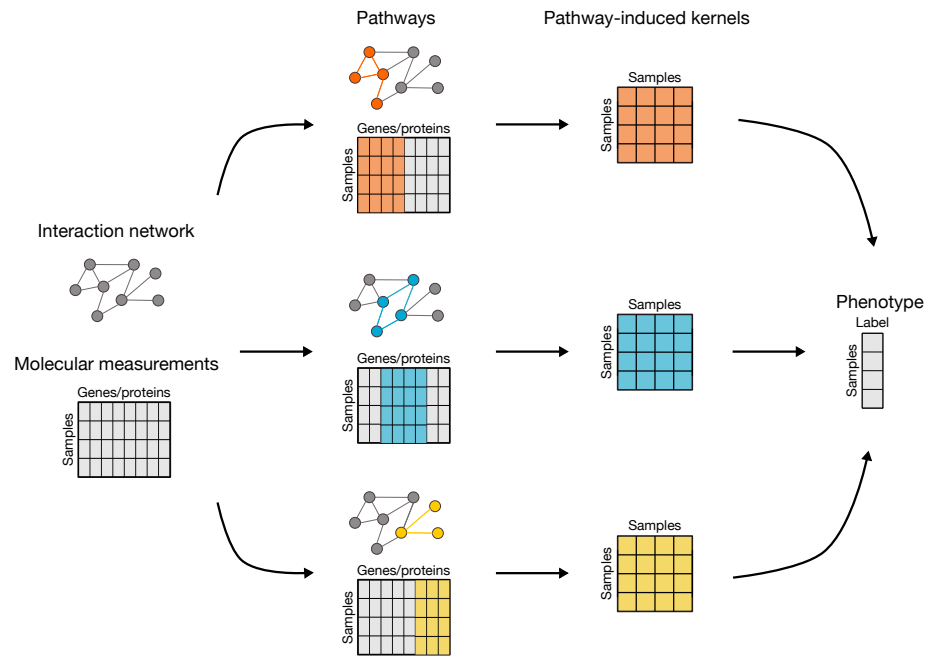 Pathways
Pathway-induced kernels
Genes/proteins
Samples
Samples
Samples
Interaction network
Molecular measurements
Genes/proteins
Samples
Genes/proteins
Samples
Samples
Samples
Phenotype
Label
Samples
Genes/proteins
Samples
Samples
Samples